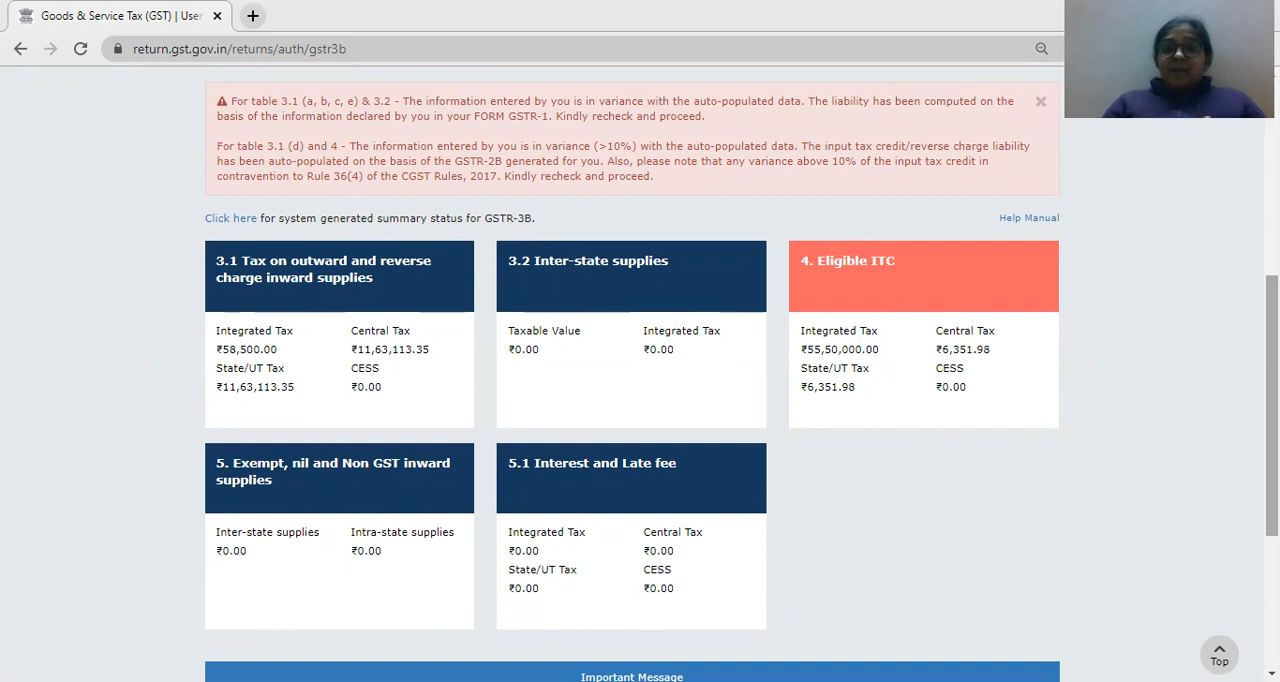 Goods & Service Tax (GST) | User
return.gst.gov.in/returns/auth/gstr3b
For table 3.1 (a, b, c, e) & 3.2 - The information entered by you is in variance with the auto-populated data. The liability has been computed on the
basis of the information declared by you in your FORM GSTR-1. Kindly recheck and proceed.
For table 3.1 (d) and 4 - The information entered by you is in variance (>10%) with the auto-populated data. The input tax credit/reverse charge liability
has been auto-populated on the basis of the GSTR-2B generated for you. Also, please note that any variance above 10% of the input tax credit in
contravention to Rule 36(4) of the CGST Rules, 2017. Kindly recheck and proceed.
Click here for system generated summary status for GSTR-3B.
Help Manual
3.1 Tax on outward and reverse
charge inward supplies
Integrated Tax Central Tax
₹58,500.00 ₹11,63,113.35
State/UT Tax CESS
₹11,63,113.35 ₹0.00
3.2 Inter-state supplies
Taxable Value Integrated Tax
₹0.00 ₹0.00
4. Eligible ITC
Integrated Tax Central Tax
₹55,50,000.00 ₹6,351.98
State/UT Tax CESS
₹6,351.98 ₹0.00
5. Exempt, nil and Non GST inward
supplies
Inter-state supplies Intra-state supplies
₹0.00 ₹0.00
5.1 Interest and Late fee
Integrated Tax Central Tax
₹0.00 ₹0.00
State/UT Tax CESS
₹0.00 ₹0.00
Top
Important Message